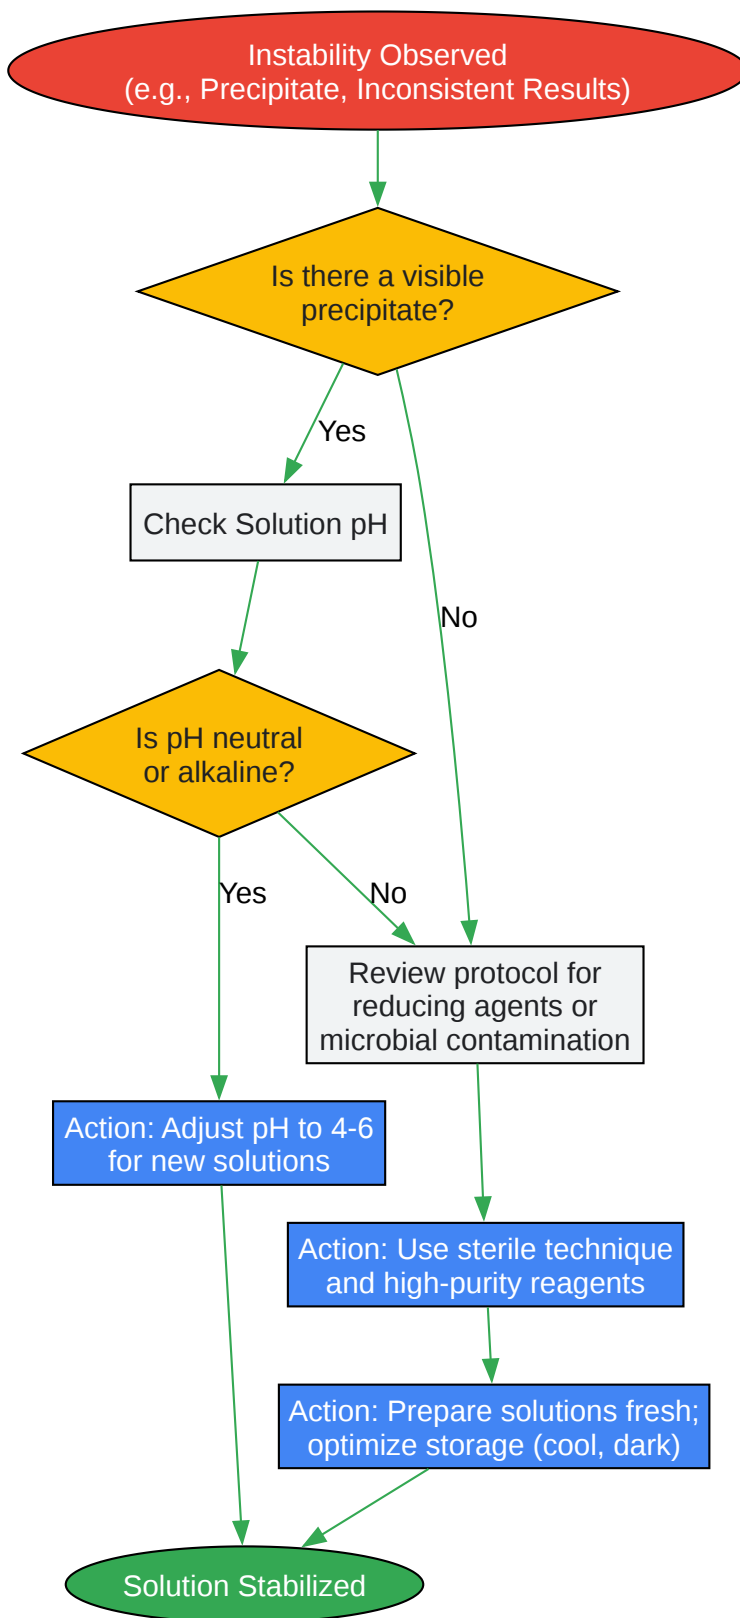 Instability Observed
(e.g., Precipitate, Inconsistent Results)
Is there a visible
precipitate?
Yes
Check Solution pH
No
Is pH neutral
or alkaline?
Yes
No
Review protocol for
reducing agents or
microbial contamination
Action: Adjust pH to 4-6
for new solutions
Action: Use sterile technique
and high-purity reagents
Action: Prepare solutions fresh;
optimize storage (cool, dark)
Solution Stabilized